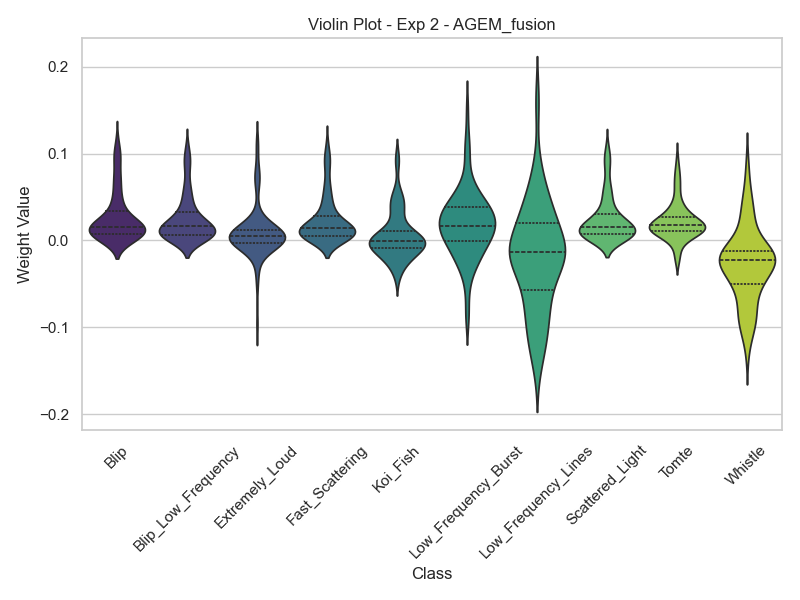 Violin Plot - Exp 2 - AGEM_fusion
Weight Value
0.2
0.1
0.0
−0.1
−0.2
Blip
Blip_Low_Frequency
Extremely_Loud
Fast_Scattering
Koi_Fish
Low_Frequency_Burst
Low_Frequency_Lines
Scattered_Light
Tomte
Whistle
Class